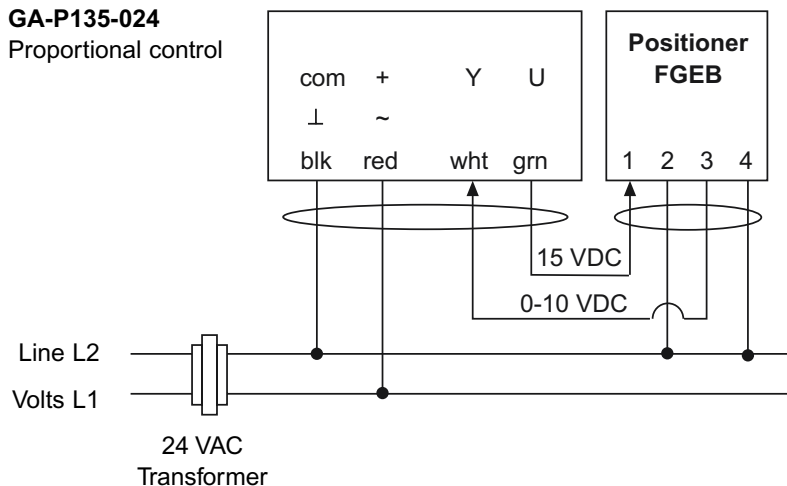 GA-P135-024
Proportional control
Positioner
FGEB
com + Y U
⊥ ~
blk red wht grn
1 2 3 4
15 VDC
0-10 VDC
Line L2
Volts L1
24 VAC
Transformer